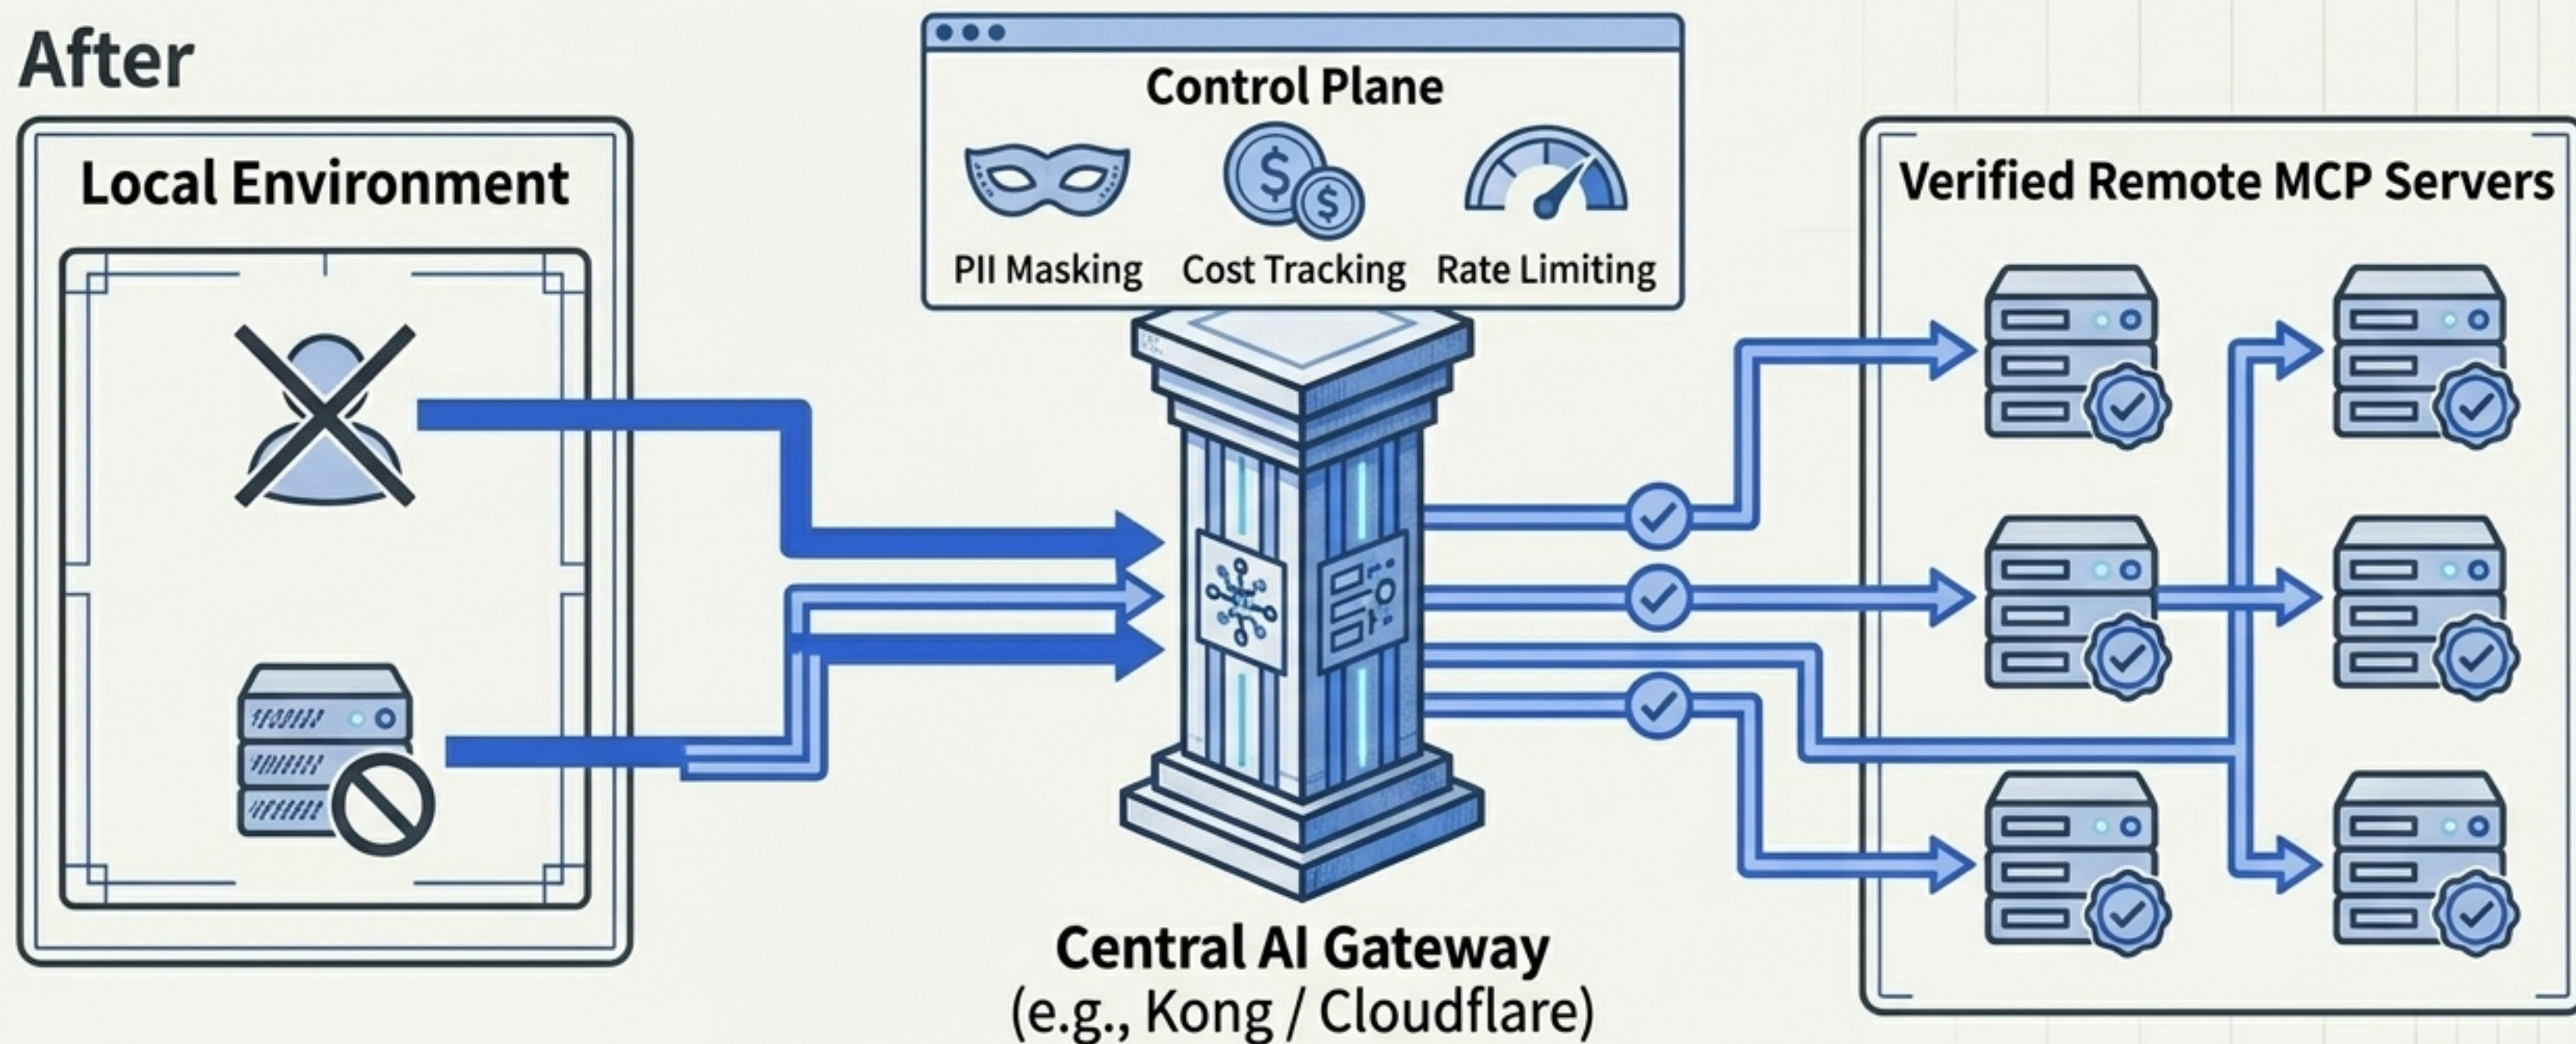 After
Control Plane
PII Masking
Cost Tracking
Rate Limiting
Local Environment
Verified Remote MCP Servers
Central AI Gateway
(e.g., Kong / Cloudflare)